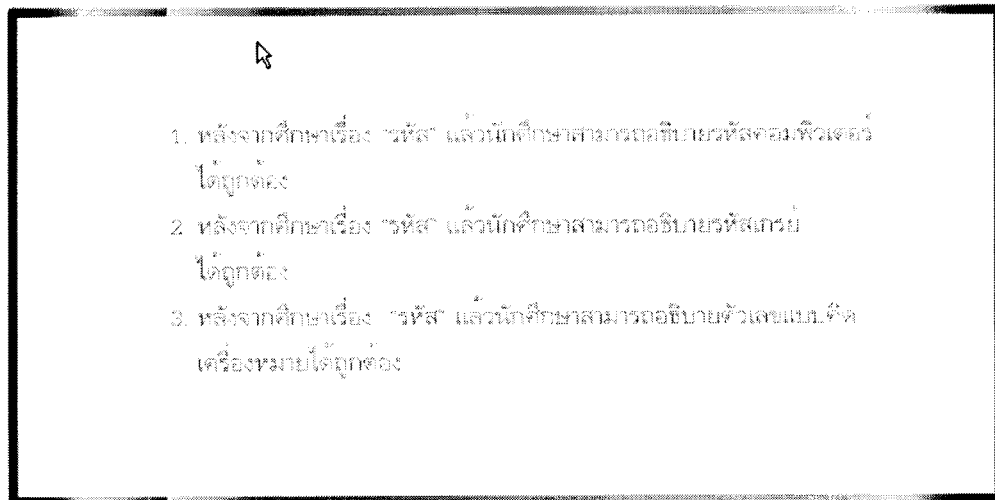 1. หลังจากศึกษาเรื่อง "รหัส" แล้วนักศึกษาสามารถอธิบายรหัสคอมพิวเตอร์
ได้ถูกต้อง
2. หลังจากศึกษาเรื่อง "รหัส" แล้วนักศึกษาสามารถอธิบายรหัสเกรย์
ได้ถูกต้อง
3. หลังจากศึกษาเรื่อง "รหัส" แล้วนักศึกษาสามารถอธิบายตัวเลขแบบคิด
เครื่องหมายได้ถูกต้อง